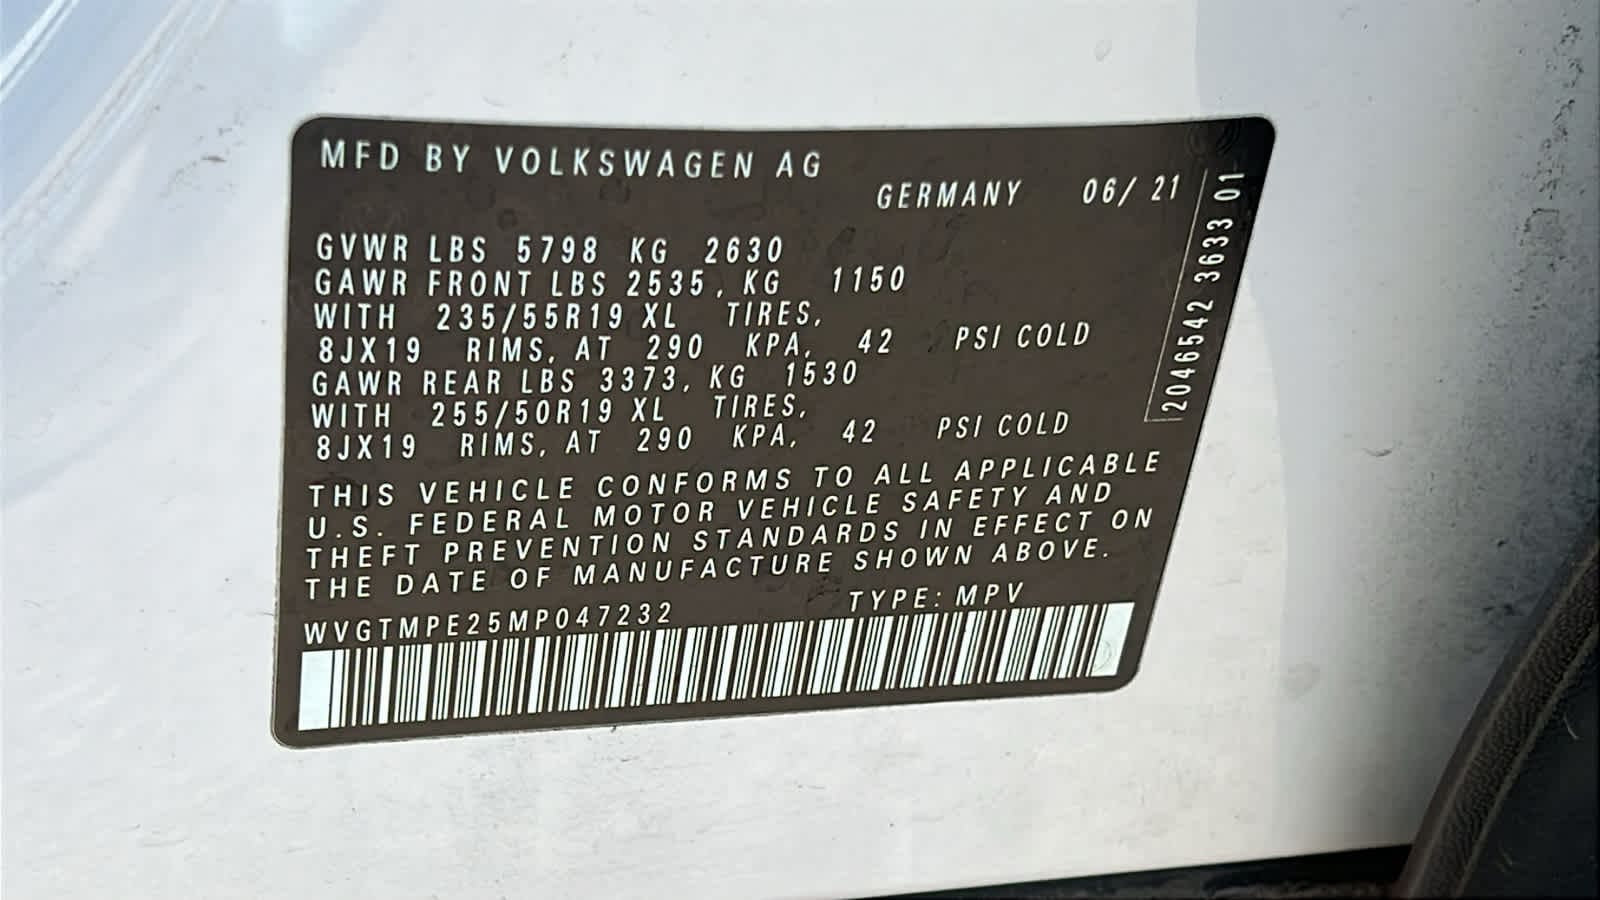 MFD BY VOLKSWAGEN AG
GERMANY 06/ 21
GVWR LBS 5798 KG 2630
GAWR FRONT LBS 2535, KG 1150
WITH 235/55R19 XL TIRES,
8JX19 RIMS, AT 290 KPA, 42 PSI COLD
GAWR REAR LBS 3373, KG 1530
WITH 255/50R19 XL TIRES,
8JX19 RIMS, AT 290 KPA, 42 PSI COLD
THIS VEHICLE CONFORMS TO ALL APPLICABLE
U.S. FEDERAL MOTOR VEHICLE SAFETY AND
THEFT PREVENTION STANDARDS IN EFFECT ON
THE DATE OF MANUFACTURE SHOWN ABOVE.
WVGTMPE25MP047232 TYPE: MPV
2046542 3633 01